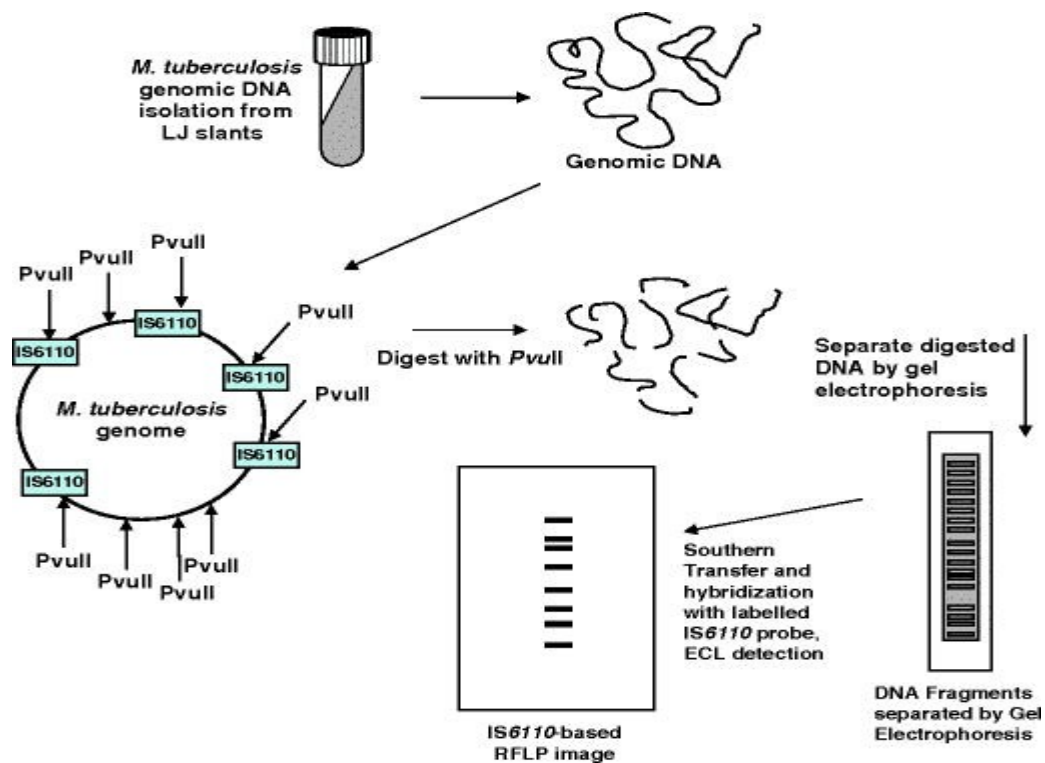 M. tuberculosis
genomic DNA
isolation from
LJ slants
Genomic DNA
PvuII
PvuII
PvuII
PvuII
PvuII
IS6110
IS6110
IS6110
IS6110
IS6110
M. tuberculosis
genome
PvuII
PvuII
PvuII
PvuII
Digest with PvuII
Separate digested
DNA by gel
electrophoresis
Southern
Transfer and
hybridization
with labelled
IS6110 probe,
ECL detection
IS6110-based
RFLP image
DNA Fragments
separated by Gel
Electrophoresis